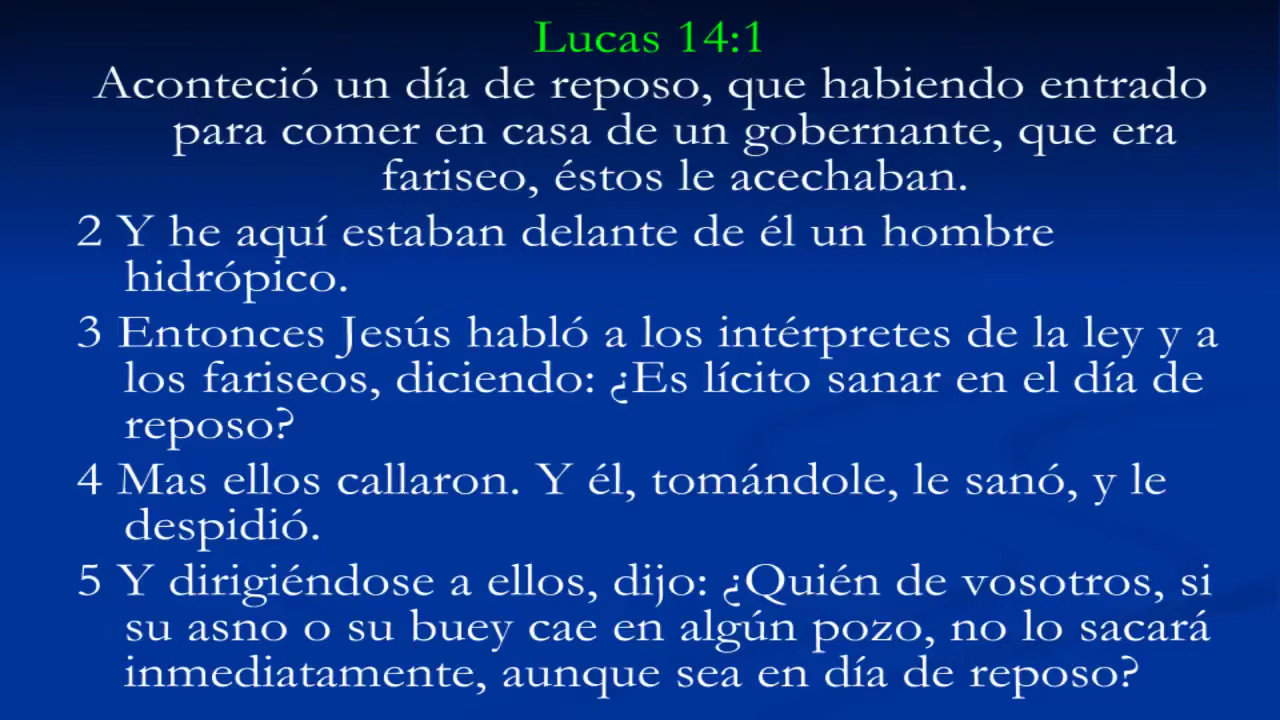 Lucas 14:1
Aconteció un día de reposo, que habiendo entrado
para comer en casa de un gobernante, que era
fariseo, éstos le acechaban.
2 Y he aquí estaban delante de él un hombre
hidrópico.
3 Entonces Jesús habló a los intérpretes de la ley y a
los fariseos, diciendo: ¿Es lícito sanar en el día de
reposo?
4 Mas ellos callaron. Y él, tomándole, le sanó, y le
despidió.
5 Y dirigiéndose a ellos, dijo: ¿Quién de vosotros, si
su asno o su buey cae en algún pozo, no lo sacará
inmediatamente, aunque sea en día de reposo?